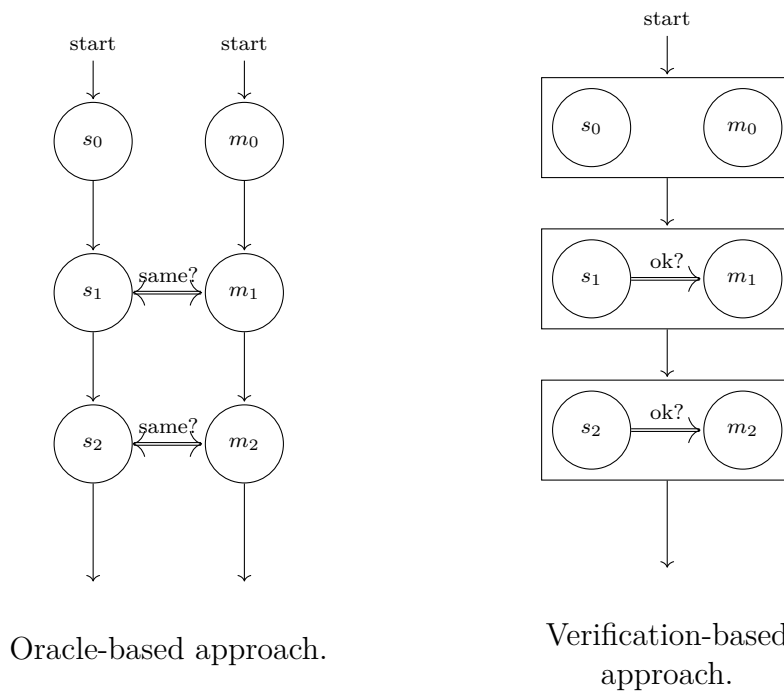 start start
s₀ m₀
same?
s₁ m₁
same?
s₂ m₂
Oracle-based approach.
start
s₀ m₀
ok?
s₁ m₁
ok?
s₂ m₂
Verification-based
approach.